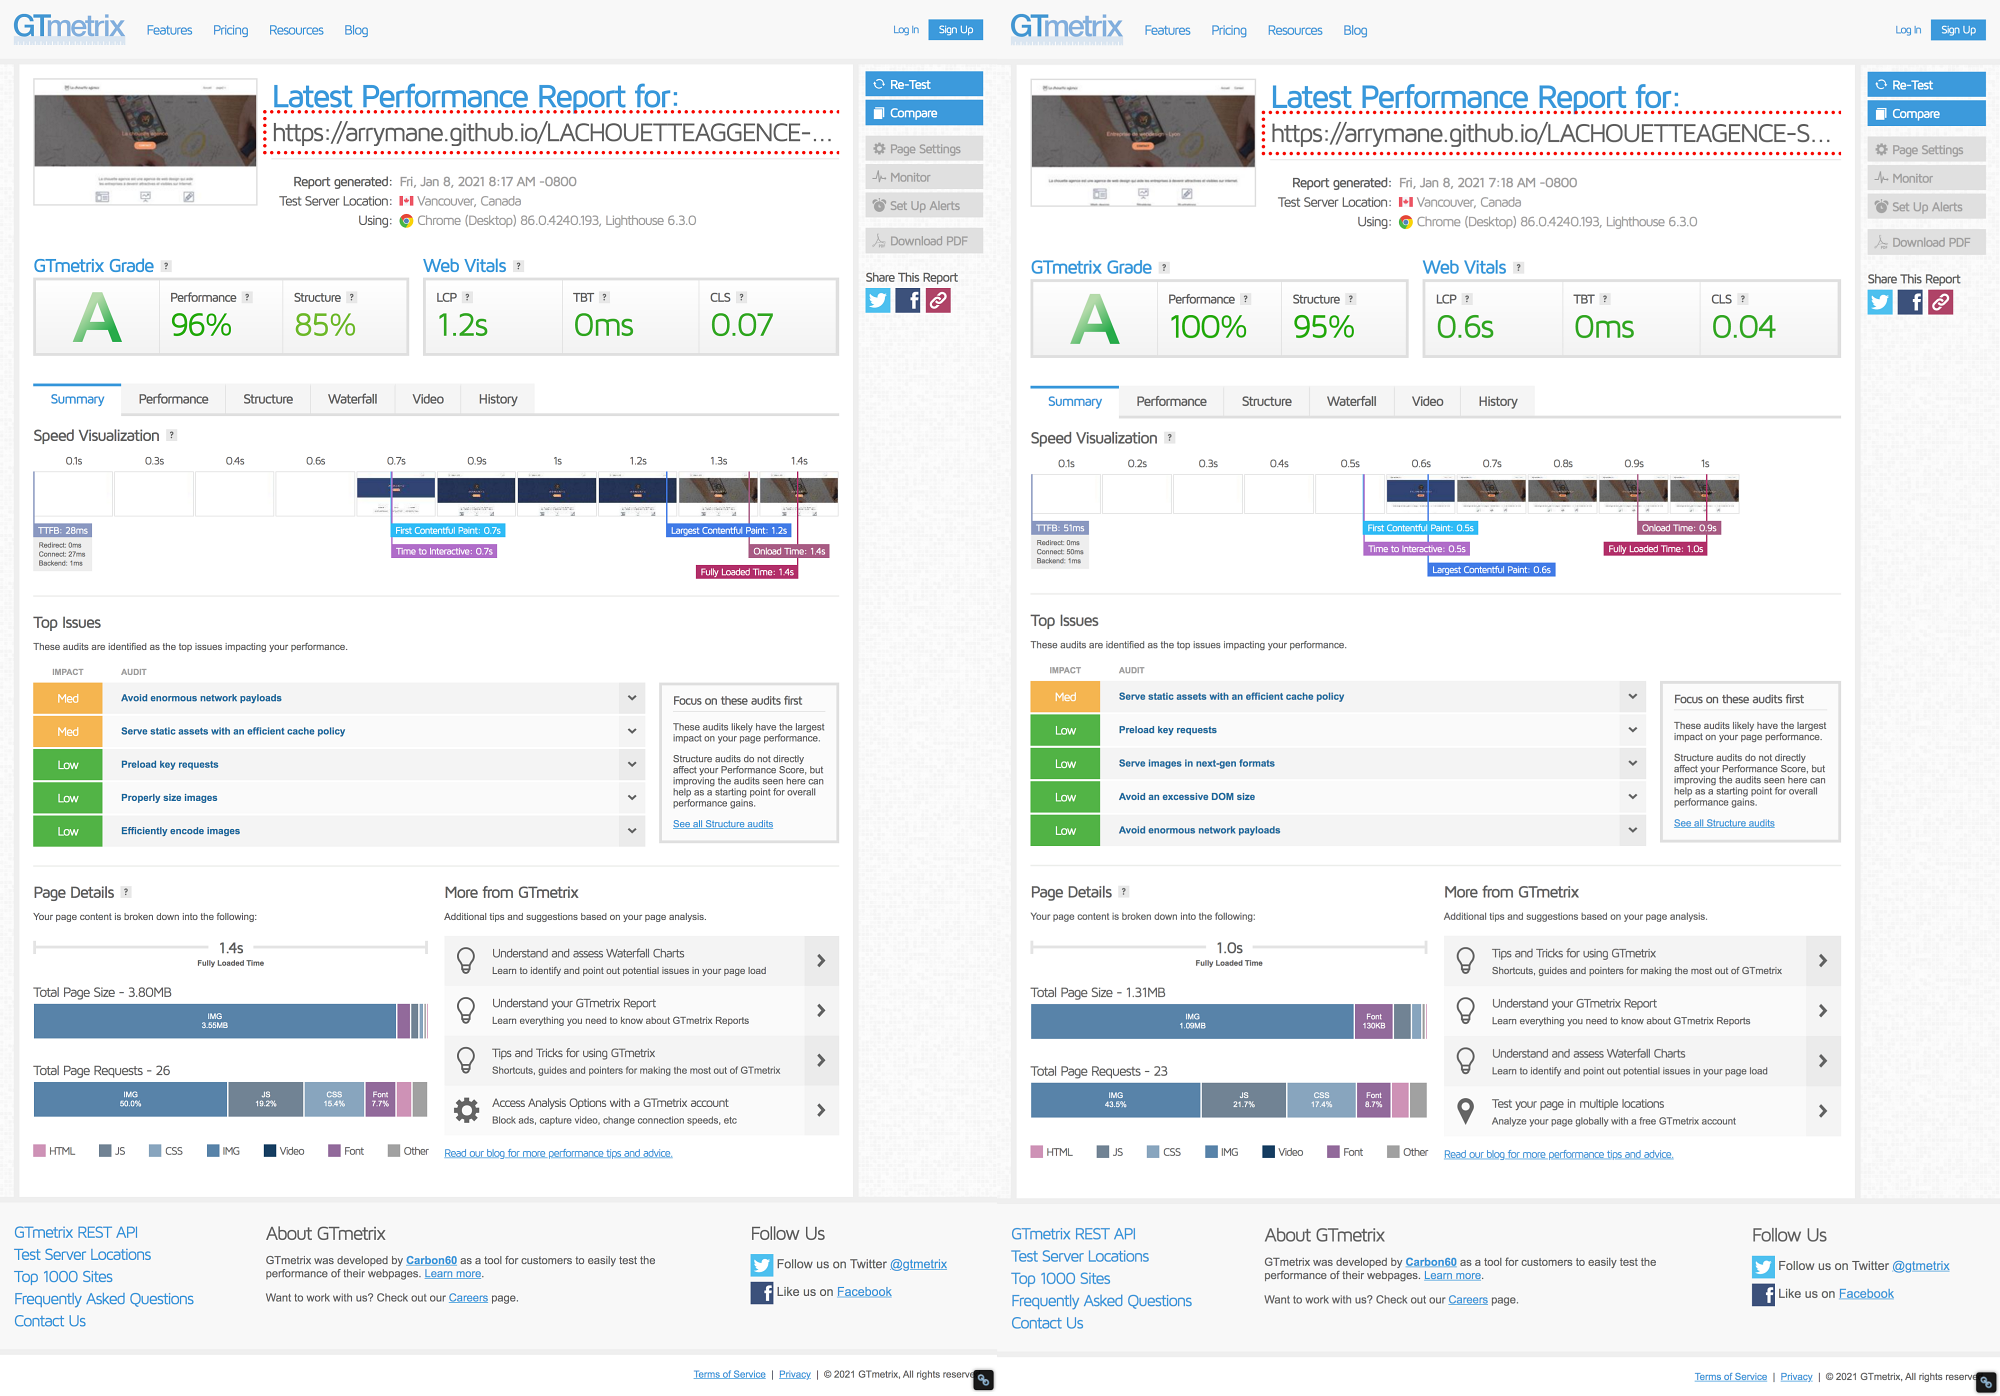 GTmetrix Features Pricing Resources Blog Log In Sign Up
Latest Performance Report for:
https://arrymane.github.io/LACHOUETTEAGGENCE-...
Report generated: Fri, Jan 8, 2021 8:17 AM -0800
Test Server Location: Vancouver, Canada
Using: Chrome (Desktop) 86.0.4240.193, Lighthouse 6.3.0
Re-Test
Compare
Page Settings
Monitor
Set Up Alerts
Download PDF
Share This Report
GTmetrix Grade ? Web Vitals ?
A Performance ? Structure ? LCP ? TBT ? CLS ?
96% 85% 1.2s 0ms 0.07
Summary Performance Structure Waterfall Video History
Speed Visualization ?
0.1s 0.3s 0.4s 0.6s 0.7s 0.9s 1s 1.2s 1.3s 1.4s
TTFB: 28ms First Contentful Paint: 0.7s Largest Contentful Paint: 1.2s
Redirect: 0ms
Connect: 27ms
Backend: 1ms
Time to Interactive: 0.7s Onload Time: 1.4s
Fully Loaded Time: 1.4s
Top Issues
These audits are identified as the top issues impacting your performance.
IMPACT AUDIT
Med Avoid enormous network payloads
Med Serve static assets with an efficient cache policy
Low Preload key requests
Low Properly size images
Low Efficiently encode images
Focus on these audits first
These audits likely have the largest
impact on your page performance.
Structure audits do not directly
affect your Performance Score, but
improving the audits seen here can
help as a starting point for overall
performance gains.
See all Structure audits
Page Details ?
Your page content is broken down into the following:
1.4s
Fully Loaded Time
Total Page Size - 3.80MB
IMG
3.55MB
Total Page Requests - 26
IMG JS CSS Font
50.0% 19.2% 15.4% 7.7%
HTML JS CSS IMG Video Font Other
More from GTmetrix
Additional tips and suggestions based on your page analysis.
Understand and assess Waterfall Charts
Learn to identify and point out potential issues in your page load
Understand your GTmetrix Report
Learn everything you need to know about GTmetrix Reports
Tips and Tricks for using GTmetrix
Shortcuts, guides and pointers for making the most out of GTmetrix
Access Analysis Options with a GTmetrix account
Block ads, capture video, change connection speeds, etc
Read our blog for more performance tips and advice.
GTmetrix REST API
Test Server Locations
Top 1000 Sites
Frequently Asked Questions
Contact Us
About GTmetrix
GTmetrix was developed by Carbon60 as a tool for customers to easily test the
performance of their webpages. Learn more.
Want to work with us? Check out our Careers page.
Follow Us
Follow us on Twitter @gtmetrix
Like us on Facebook
Terms of Service | Privacy | © 2021 GTmetrix, All rights reserve
GTmetrix Features Pricing Resources Blog Log In Sign Up
Entreprise de webdesign - Lyon
Latest Performance Report for:
https://arrymane.github.io/LACHOUETTEAGENCE-S...
Report generated: Fri, Jan 8, 2021 7:18 AM -0800
Test Server Location: Vancouver, Canada
Using: Chrome (Desktop) 86.0.4240.193, Lighthouse 6.3.0
Re-Test
Compare
Page Settings
Monitor
Set Up Alerts
Download PDF
Share This Report
GTmetrix Grade ? Web Vitals ?
A Performance ? Structure ? LCP ? TBT ? CLS ?
100% 95% 0.6s 0ms 0.04
Summary Performance Structure Waterfall Video History
Speed Visualization ?
0.1s 0.2s 0.3s 0.4s 0.5s 0.6s 0.7s 0.8s 0.9s 1s
TTFB: 51ms First Contentful Paint: 0.5s Onload Time: 0.9s
Redirect: 0ms
Connect: 50ms
Backend: 1ms
Time to Interactive: 0.5s Fully Loaded Time: 1.0s
Largest Contentful Paint: 0.6s
Top Issues
These audits are identified as the top issues impacting your performance.
IMPACT AUDIT
Med Serve static assets with an efficient cache policy
Low Preload key requests
Low Serve images in next-gen formats
Low Avoid an excessive DOM size
Low Avoid enormous network payloads
Focus on these audits first
These audits likely have the largest
impact on your page performance.
Structure audits do not directly
affect your Performance Score, but
improving the audits seen here can
help as a starting point for overall
performance gains.
See all Structure audits
Page Details ?
Your page content is broken down into the following:
1.0s
Fully Loaded Time
Total Page Size - 1.31MB
IMG Font
1.09MB 130KB
Total Page Requests - 23
IMG JS CSS Font
43.5% 21.7% 17.4% 8.7%
HTML JS CSS IMG Video Font Other
More from GTmetrix
Additional tips and suggestions based on your page analysis.
Tips and Tricks for using GTmetrix
Shortcuts, guides and pointers for making the most out of GTmetrix
Understand your GTmetrix Report
Learn everything you need to know about GTmetrix Reports
Understand and assess Waterfall Charts
Learn to identify and point out potential issues in your page load
Test your page in multiple locations
Analyze your page globally with a free GTmetrix account
Read our blog for more performance tips and advice.
GTmetrix REST API
Test Server Locations
Top 1000 Sites
Frequently Asked Questions
Contact Us
About GTmetrix
GTmetrix was developed by Carbon60 as a tool for customers to easily test the
performance of their webpages. Learn more.
Want to work with us? Check out our Careers page.
Follow Us
Follow us on Twitter @gtmetrix
Like us on Facebook
Terms of Service | Privacy | © 2021 GTmetrix, All rights reserve